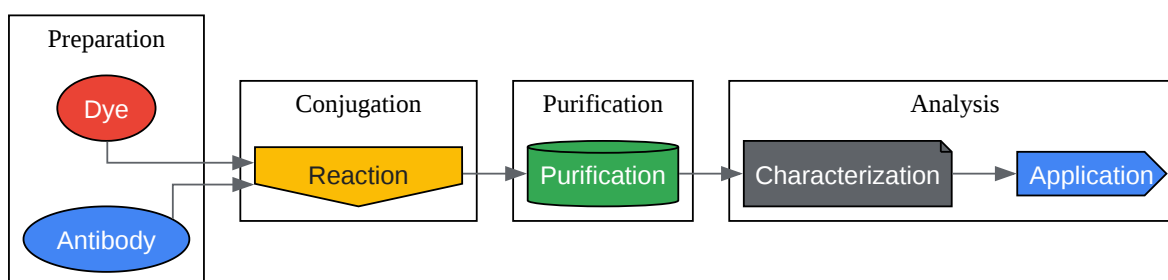 Preparation
Dye
Antibody
Conjugation
Reaction
Purification
Purification
Analysis
Characterization
Application